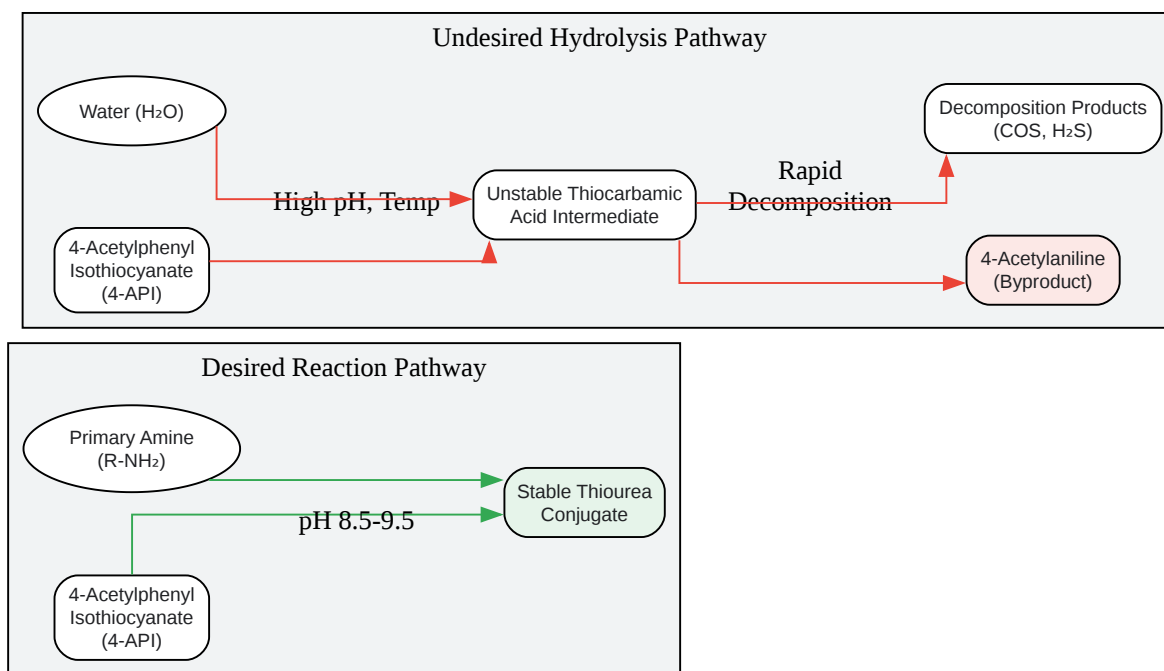 Undesired Hydrolysis Pathway
Water (H₂O)
High pH, Temp
4-Acetylphenyl
Isothiocyanate
(4-API)
Unstable Thiocarbamic
Acid Intermediate
Rapid
Decomposition
Decomposition Products
(COS, H₂S)
4-Acetylaniline
(Byproduct)
Desired Reaction Pathway
Primary Amine
(R-NH₂)
pH 8.5-9.5
4-Acetylphenyl
Isothiocyanate
(4-API)
Stable Thiourea
Conjugate